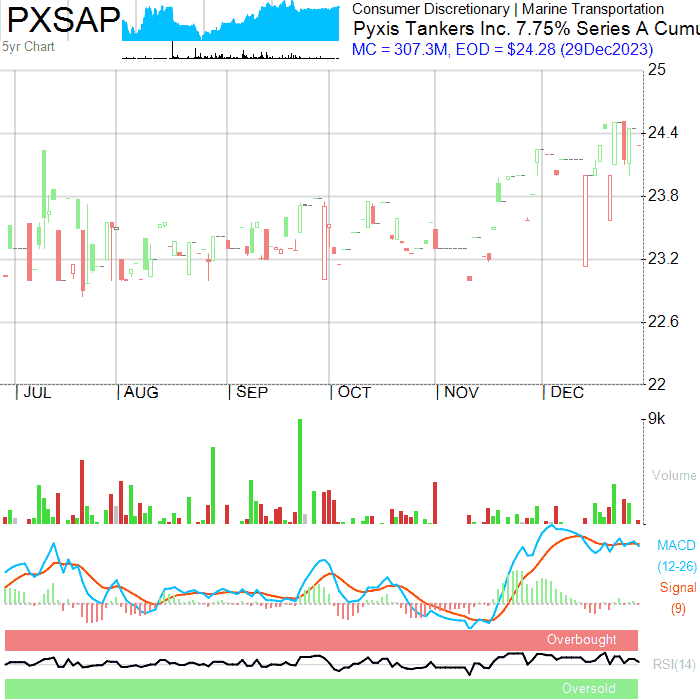 PXSAP
5yr Chart
Consumer Discretionary | Marine Transportation
Pyxis Tankers Inc. 7.75% Series A Cumu
MC = 307.3M, EOD = $24.28 (29Dec2023)
25
24.4
23.8
23.2
22.6
22
| JUL | AUG | SEP | OCT | NOV | DEC
9k
Volume
MACD
(12-26)
Signal
(9)
Overbought
RSI(14)
Oversold